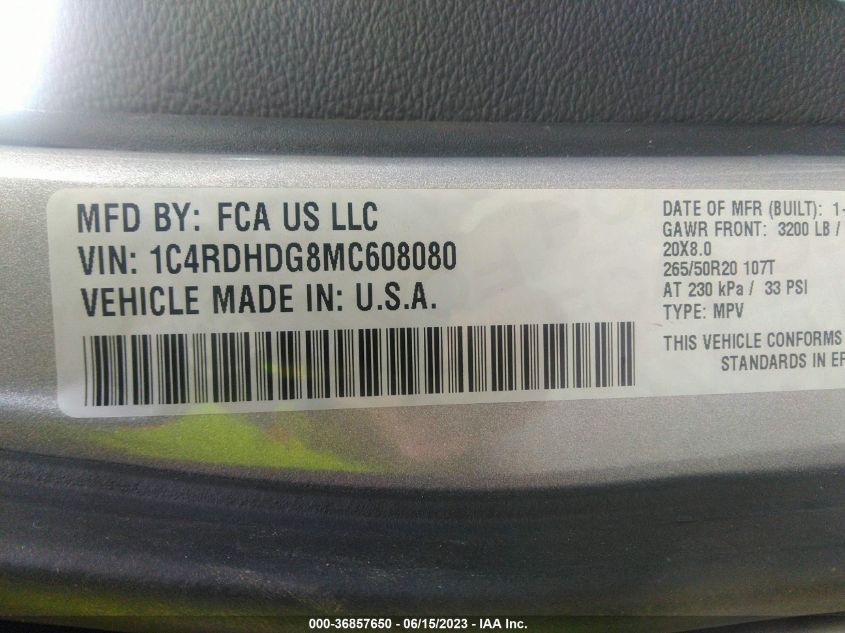 MFD BY: FCA US LLC
VIN: 1C4RDHDG8MC608080
VEHICLE MADE IN: U.S.A.
DATE OF MFR (BUILT): 1-
GAWR FRONT: 3200 LB /
20X8.0
265/50R20 107T
AT 230 kPa / 33 PSI
TYPE: MPV
THIS VEHICLE CONFORMS
STANDARDS IN EF
000-36857650 - 06/15/2023 - IAA Inc.